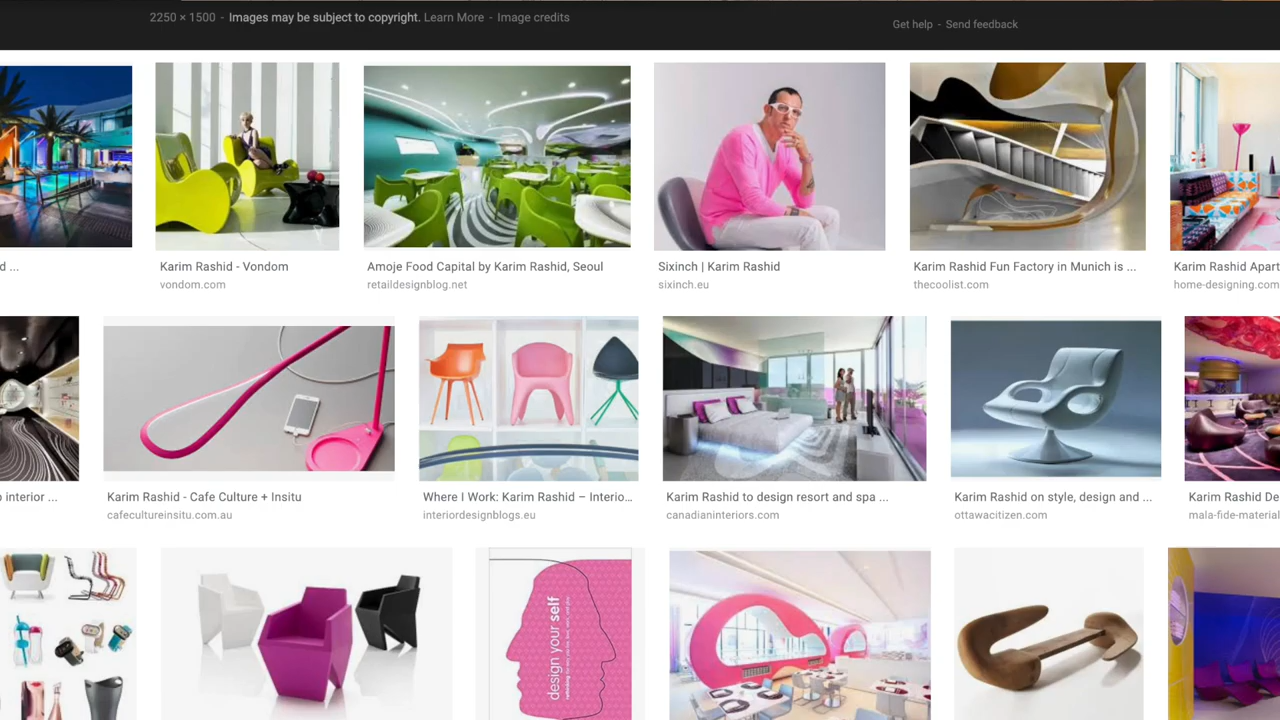 2250 × 1500 - Images may be subject to copyright. Learn More - Image credits
Get help - Send feedback
d ...
Karim Rashid - Vondom
vondom.com
Amoje Food Capital by Karim Rashid, Seoul
retaildesignblog.net
Sixinch | Karim Rashid
sixinch.eu
Karim Rashid Fun Factory in Munich is ...
thecoolist.com
Karim Rashid Apart
home-designing.com
interior ...
Karim Rashid - Cafe Culture + Insitu
cafecultureinsitu.com.au
Where I Work: Karim Rashid – Interio...
interiordesignblogs.eu
Karim Rashid to design resort and spa ...
canadianinteriors.com
Karim Rashid on style, design and ...
ottawacitizen.com
Karim Rashid De
mala-fide-material
design your self